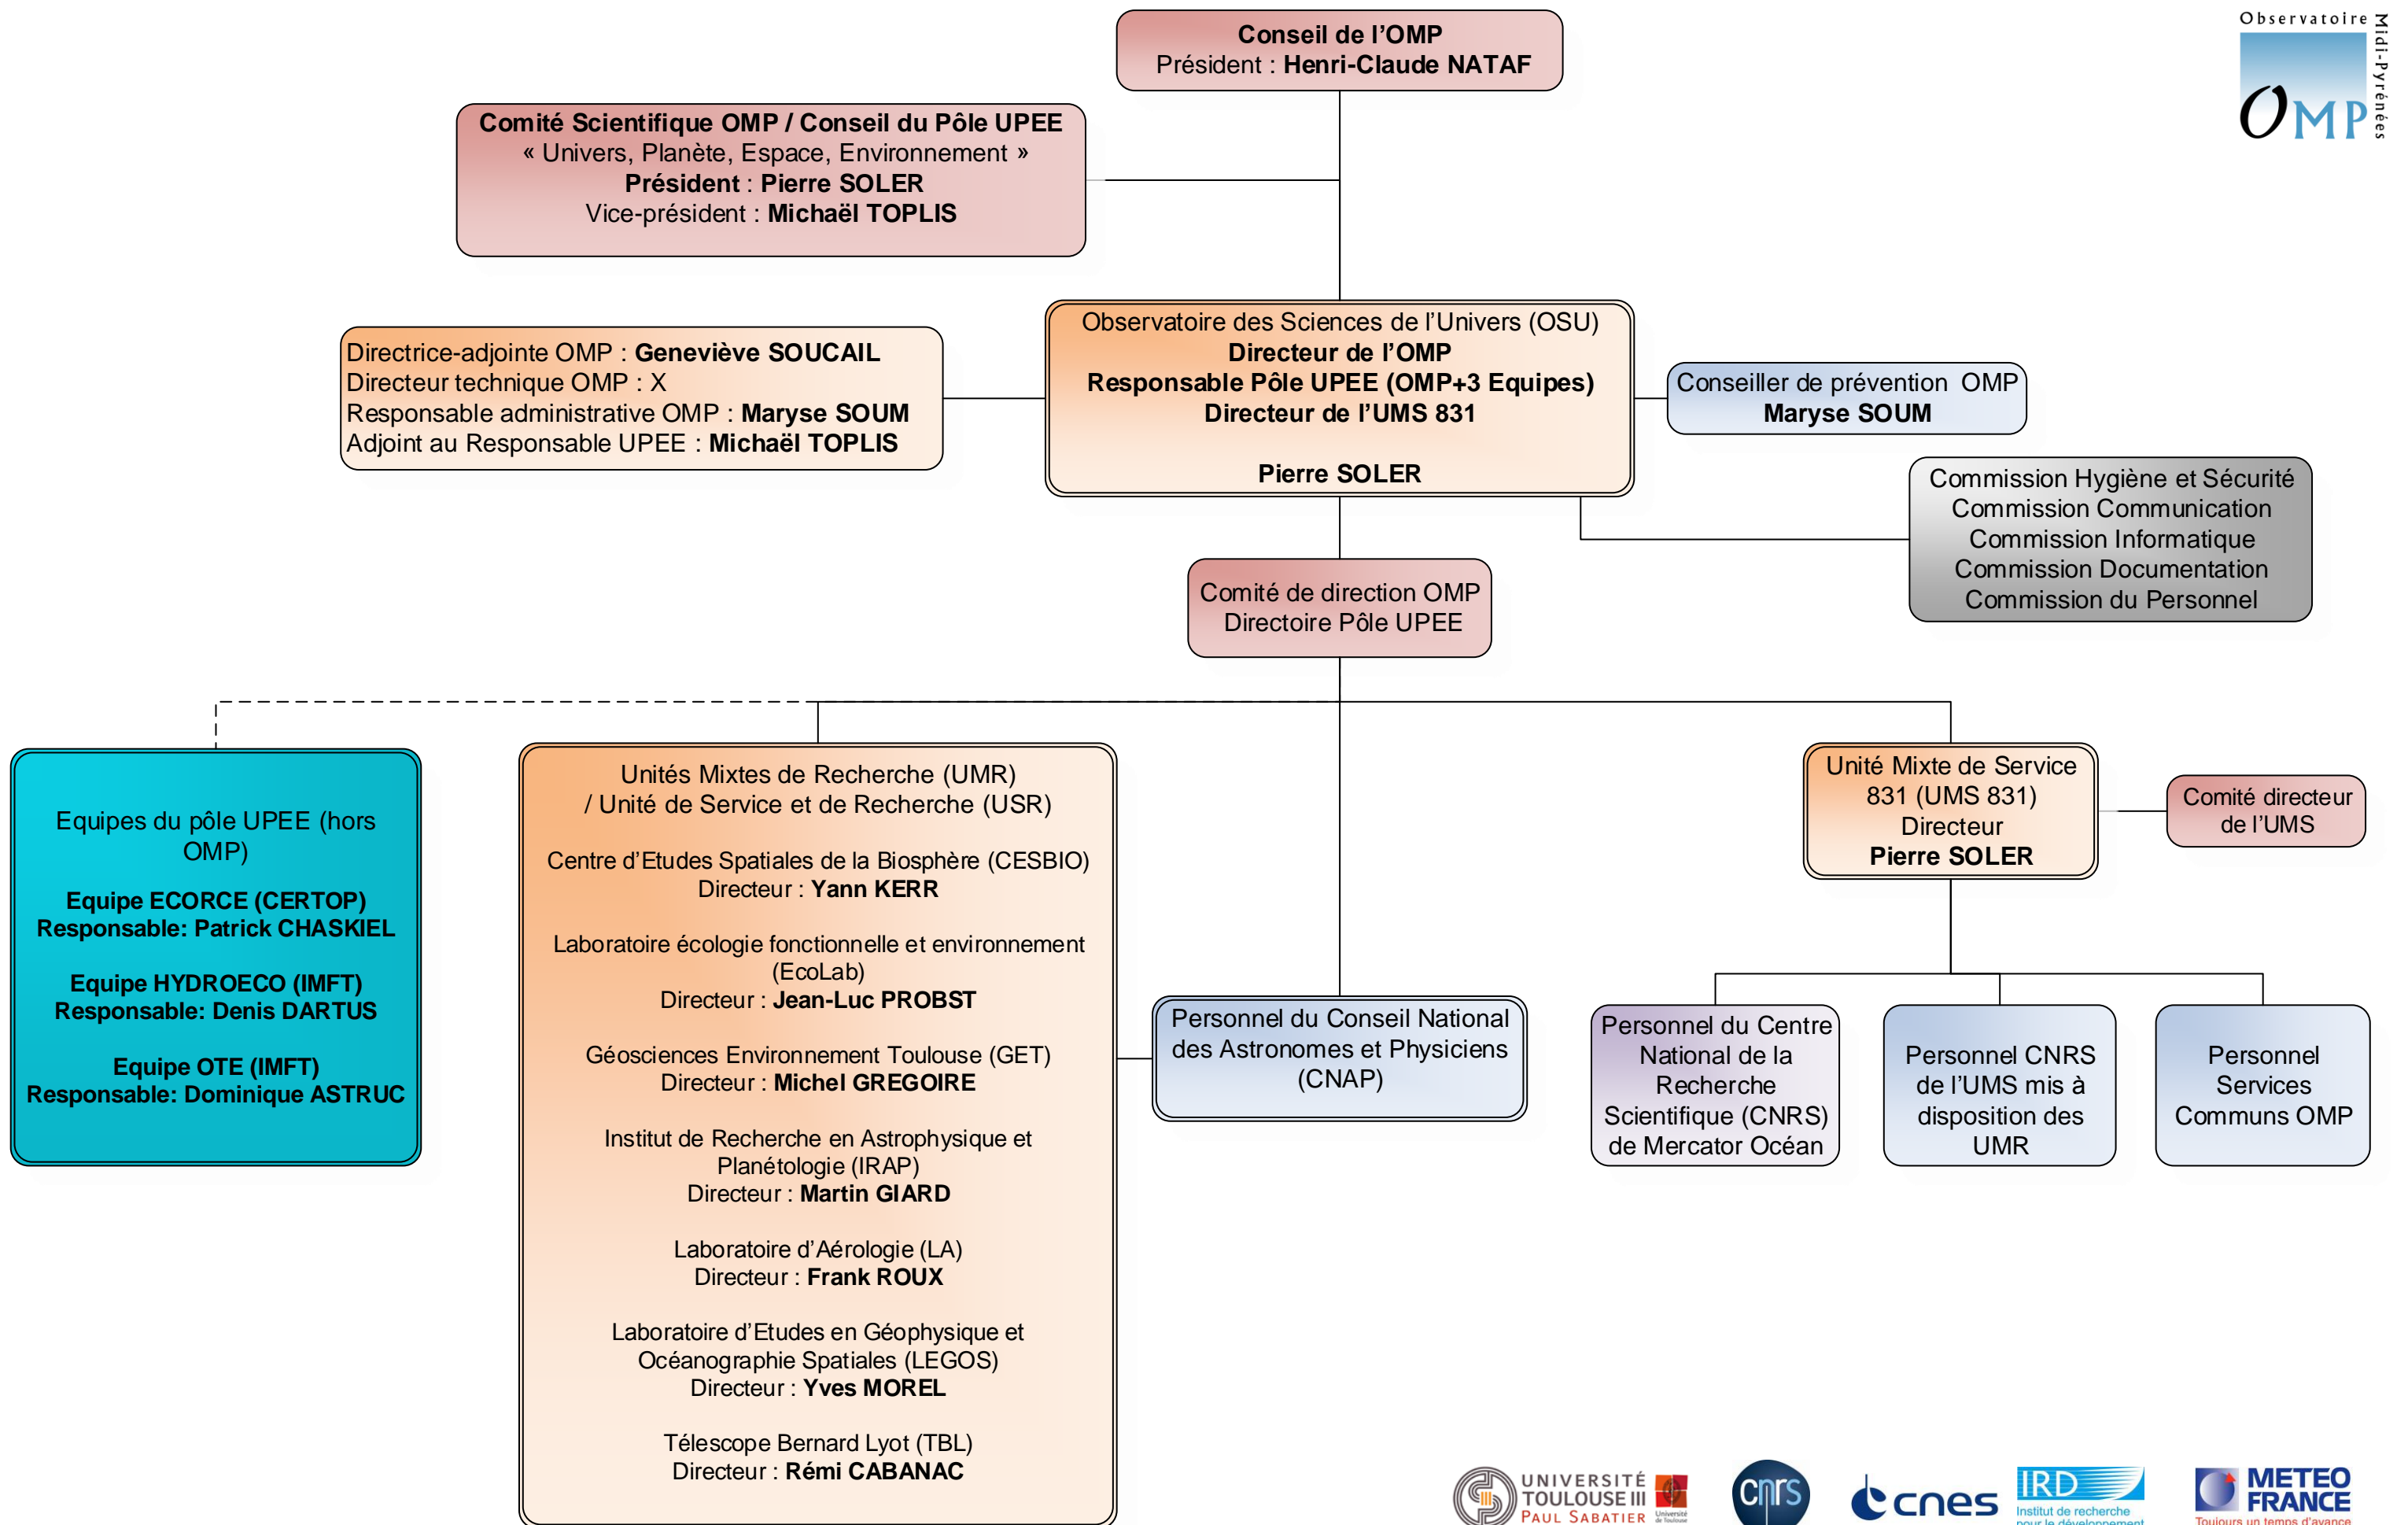 Conseil de l’OMP
Président : Henri-Claude NATAF
Observatoire
Midi-Pyrénées
OMP
Comité Scientifique OMP / Conseil du Pôle UPEE
« Univers, Planète, Espace, Environnement »
Président : Pierre SOLER
Vice-président : Michaël TOPLIS
Directrice-adjointe OMP : Geneviève SOUCAIL
Directeur technique OMP : X
Responsable administrative OMP : Maryse SOUM
Adjoint au Responsable UPEE : Michaël TOPLIS
Observatoire des Sciences de l’Univers (OSU)
Directeur de l’OMP
Responsable Pôle UPEE (OMP+3 Equipes)
Directeur de l’UMS 831
Pierre SOLER
Conseiller de prévention OMP
Maryse SOUM
Commission Hygiène et Sécurité
Commission Communication
Commission Informatique
Commission Documentation
Commission du Personnel
Comité de direction OMP
Directoire Pôle UPEE
Equipes du pôle UPEE (hors
OMP)
Equipe ECORCE (CERTOP)
Responsable: Patrick CHASKIEL
Equipe HYDROECO (IMFT)
Responsable: Denis DARTUS
Equipe OTE (IMFT)
Responsable: Dominique ASTRUC
Unités Mixtes de Recherche (UMR)
/ Unité de Service et de Recherche (USR)
Centre d’Etudes Spatiales de la Biosphère (CESBIO)
Directeur : Yann KERR
Laboratoire écologie fonctionnelle et environnement
(EcoLab)
Directeur : Jean-Luc PROBST
Géosciences Environnement Toulouse (GET)
Directeur : Michel GREGOIRE
Institut de Recherche en Astrophysique et
Planétologie (IRAP)
Directeur : Martin GIARD
Laboratoire d’Aérologie (LA)
Directeur : Frank ROUX
Laboratoire d’Etudes en Géophysique et
Océanographie Spatiales (LEGOS)
Directeur : Yves MOREL
Télescope Bernard Lyot (TBL)
Directeur : Rémi CABANAC
Personnel du Conseil National
des Astronomes et Physiciens
(CNAP)
Unité Mixte de Service
831 (UMS 831)
Directeur
Pierre SOLER
Comité directeur
de l’UMS
Personnel du Centre
National de la
Recherche
Scientifique (CNRS)
de Mercator Océan
Personnel CNRS
de l’UMS mis à
disposition des
UMR
Personnel
Services
Communs OMP
UNIVERSITÉ
TOULOUSE III
PAUL SABATIER
Université
de Toulouse
cnrs
cnes
IRD
Institut de recherche
pour le développement
METEO
FRANCE
Toujours un temps d'avance